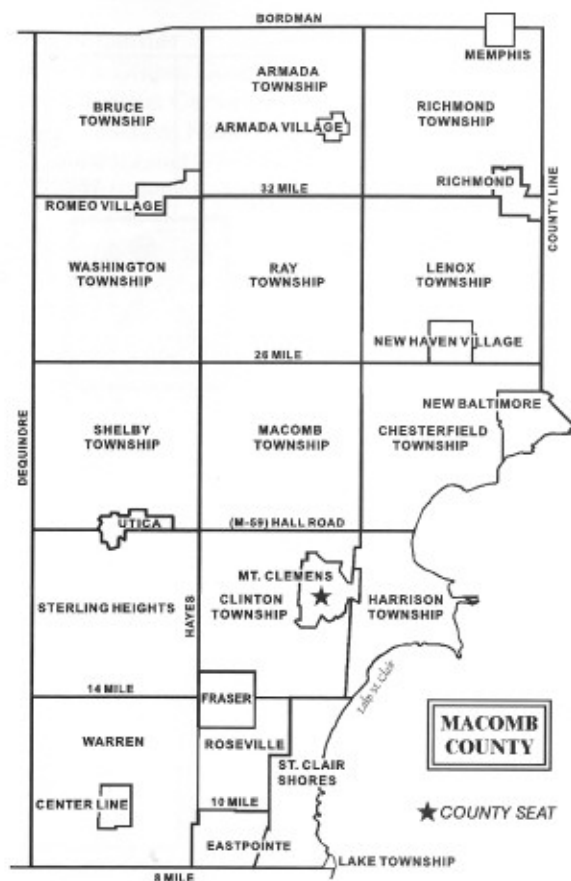 BORDMAN
MEMPHIS
ARMADA
TOWNSHIP
BRUCE
TOWNSHIP
RICHMOND
TOWNSHIP
ARMADA VILLAGE
RICHMOND
32 MILE
ROMEO VILLAGE
COUNTY LINE
WASHINGTON
TOWNSHIP
RAY
TOWNSHIP
LENOX
TOWNSHIP
NEW HAVEN VILLAGE
26 MILE
NEW BALTIMORE
DEQUINDRE
SHELBY
TOWNSHIP
MACOMB
TOWNSHIP
CHESTERFIELD
TOWNSHIP
UTICA
(M-59) HALL ROAD
MT. CLEMENS
STERLING HEIGHTS
HAYES
CLINTON
TOWNSHIP
HARRISON
TOWNSHIP
14 MILE
FRASER
Lake St. Clair
MACOMB
COUNTY
WARREN
ROSEVILLE
ST. CLAIR
SHORES
CENTER LINE
10 MILE
COUNTY SEAT
EASTPOINTE
LAKE TOWNSHIP
8 MILE